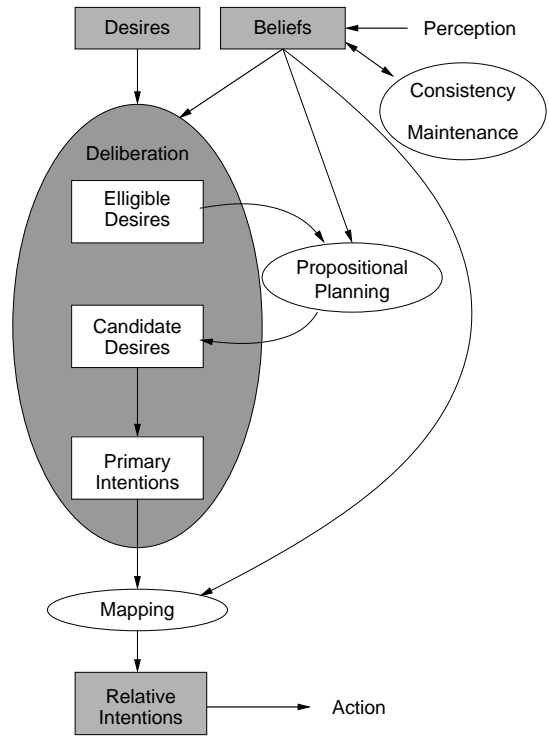 Desires
Beliefs
Perception
Consistency
Maintenance
Deliberation
Elligible
Desires
Propositional
Planning
Candidate
Desires
Primary
Intentions
Mapping
Relative
Intentions
Action